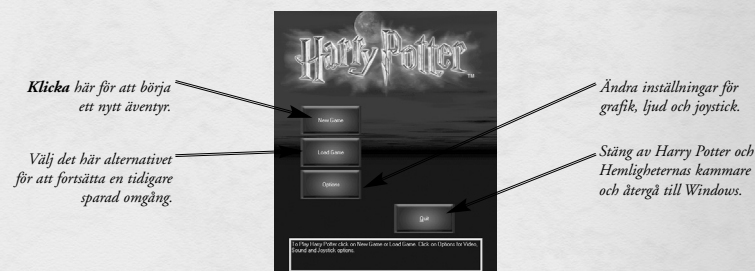 Harry Potter
TM
Klicka här för att börja
ett nytt äventyr.
New Game
Ändra inställningar för
grafik, ljud och joystick.
Välj det här alternativet
för att fortsätta en tidigare
sparad omgång.
Load Game
Options
Stäng av Harry Potter och
Hemligheternas kammare
och återgå till Windows.
Quit
To Play Harry Potter click on New Game or Load Game. Click on Options for Video,
Sound and Joystick options.